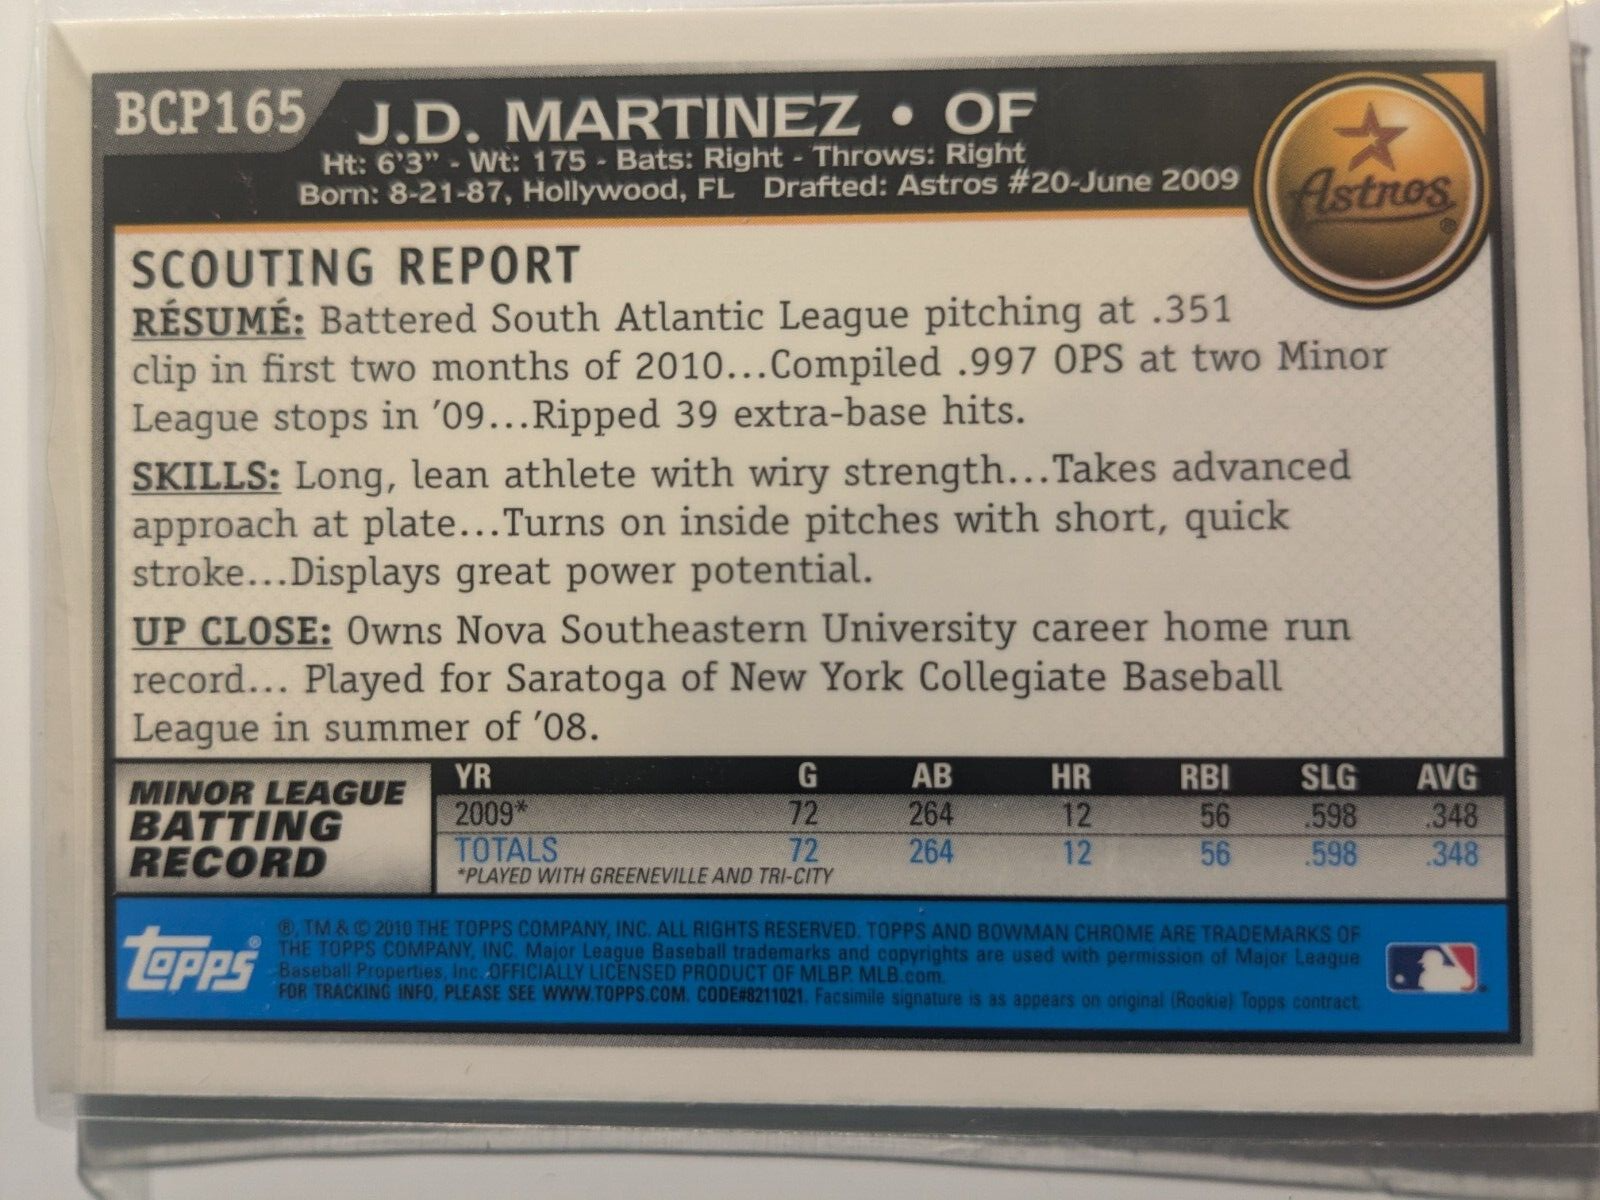 BCP165
J.D. MARTINEZ • OF
Ht: 6'3" - Wt: 175 - Bats: Right - Throws: Right
Born: 8-21-87, Hollywood, FL Drafted: Astros #20-June 2009
Astros
®
SCOUTING REPORT
RÉSUMÉ: Battered South Atlantic League pitching at .351
clip in first two months of 2010...Compiled .997 OPS at two Minor
League stops in '09...Ripped 39 extra-base hits.
SKILLS: Long, lean athlete with wiry strength...Takes advanced
approach at plate...Turns on inside pitches with short, quick
stroke...Displays great power potential.
UP CLOSE: Owns Nova Southeastern University career home run
record... Played for Saratoga of New York Collegiate Baseball
League in summer of '08.
MINOR LEAGUE
BATTING
RECORD
YR G AB HR RBI SLG AVG
2009* 72 264 12 56 .598 .348
TOTALS 72 264 12 56 .598 .348
*PLAYED WITH GREENEVILLE AND TRI-CITY
Topps®
®, TM & © 2010 THE TOPPS COMPANY, INC. ALL RIGHTS RESERVED. TOPPS AND BOWMAN CHROME ARE TRADEMARKS OF
THE TOPPS COMPANY, INC. Major League Baseball trademarks and copyrights are used with permission of Major League
Baseball Properties, Inc. OFFICIALLY LICENSED PRODUCT OF MLBP. MLB.com.
FOR TRACKING INFO, PLEASE SEE WWW.TOPPS.COM. CODE#8211021. Facsimile signature is as appears on original (Rookie) Topps contract.